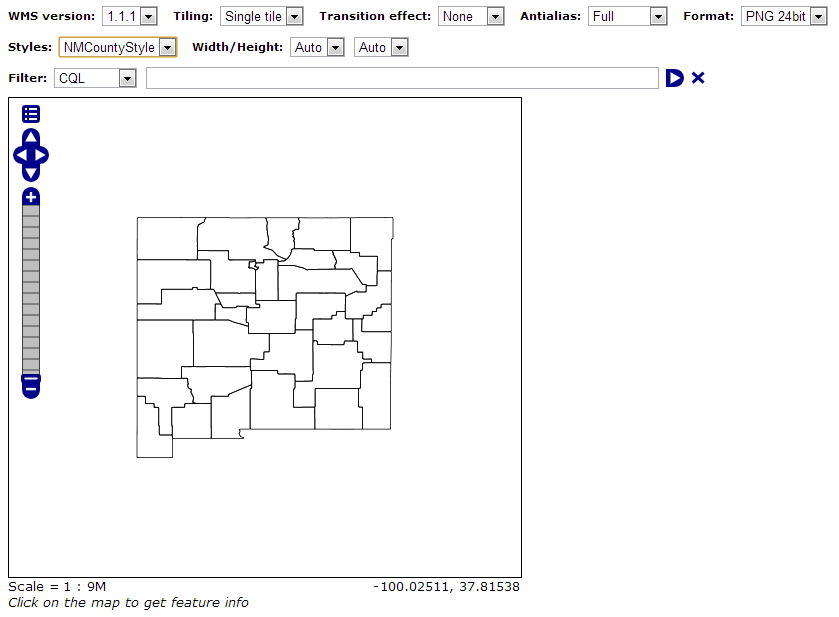 WMS version: 1.1.1 Tiling: Single tile Transition effect: None Antialias: Full Format: PNG 24bit
Styles: NMCountyStyle Width/Height: Auto Auto
Filter: CQL
Scale = 1 : 9M -100.02511, 37.81538
Click on the map to get feature info